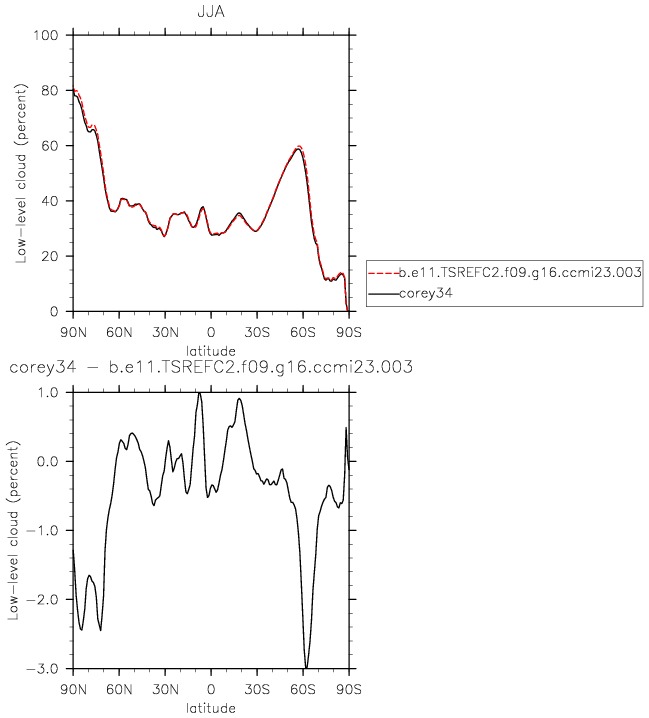 JJA
100
80
60
40
20
0
Low-level cloud (percent)
90N 60N 30N 0 30S 60S 90S
latitude
b.e11.TSREFC2.f09.g16.ccmi23.003
corey34
corey34 - b.e11.TSREFC2.f09.g16.ccmi23.003
1.0
0.0
-1.0
-2.0
-3.0
Low-level cloud (percent)
90N 60N 30N 0 30S 60S 90S
latitude